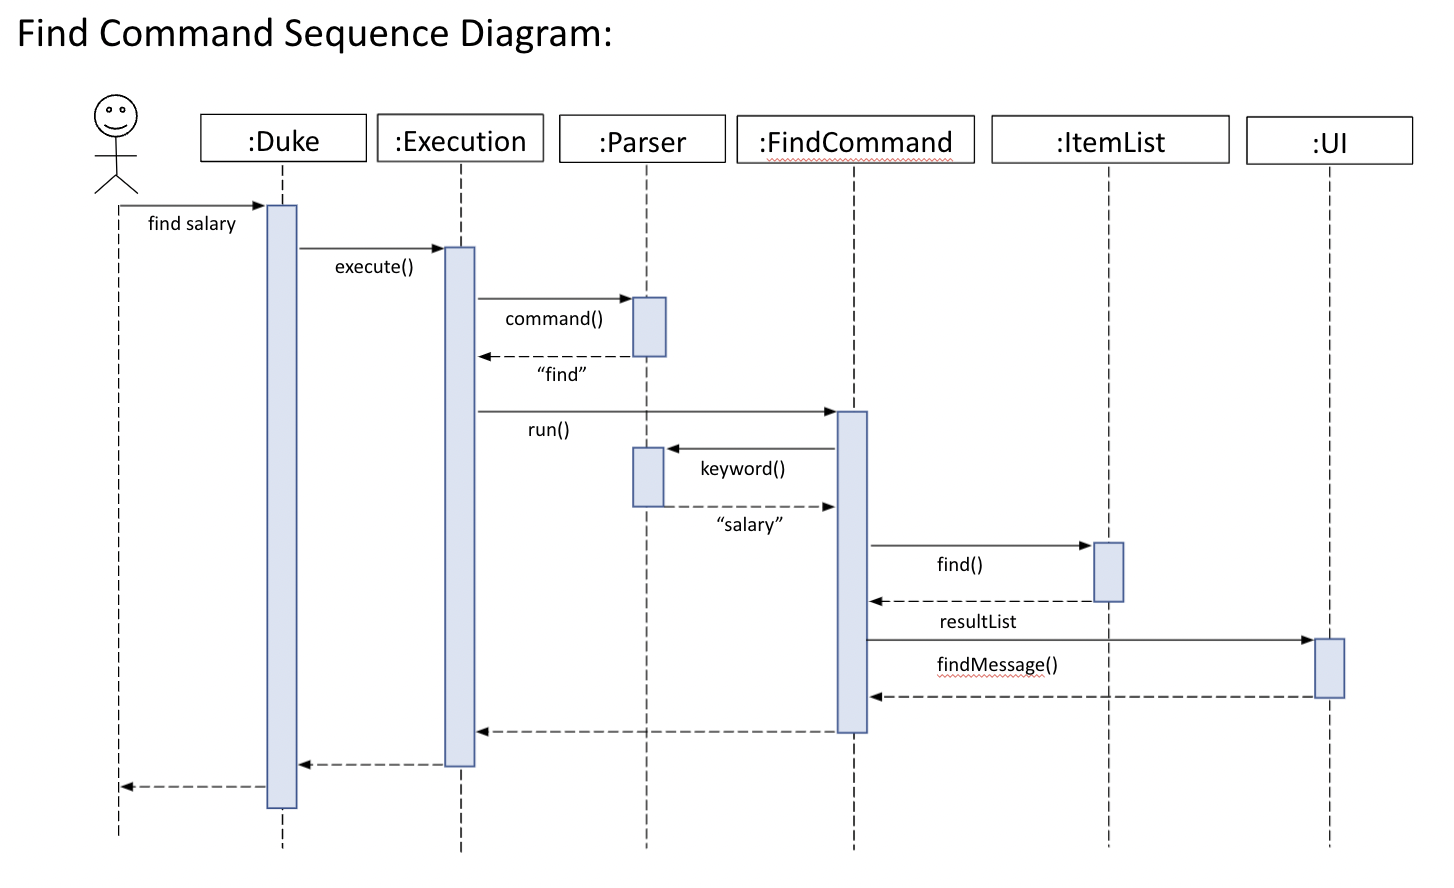 Find Command Sequence Diagram:
:Duke
:Execution
:Parser
:FindCommand
:ItemList
:UI
find salary
execute()
command()
“find”
run()
keyword()
“salary”
find()
resultList
findMessage()